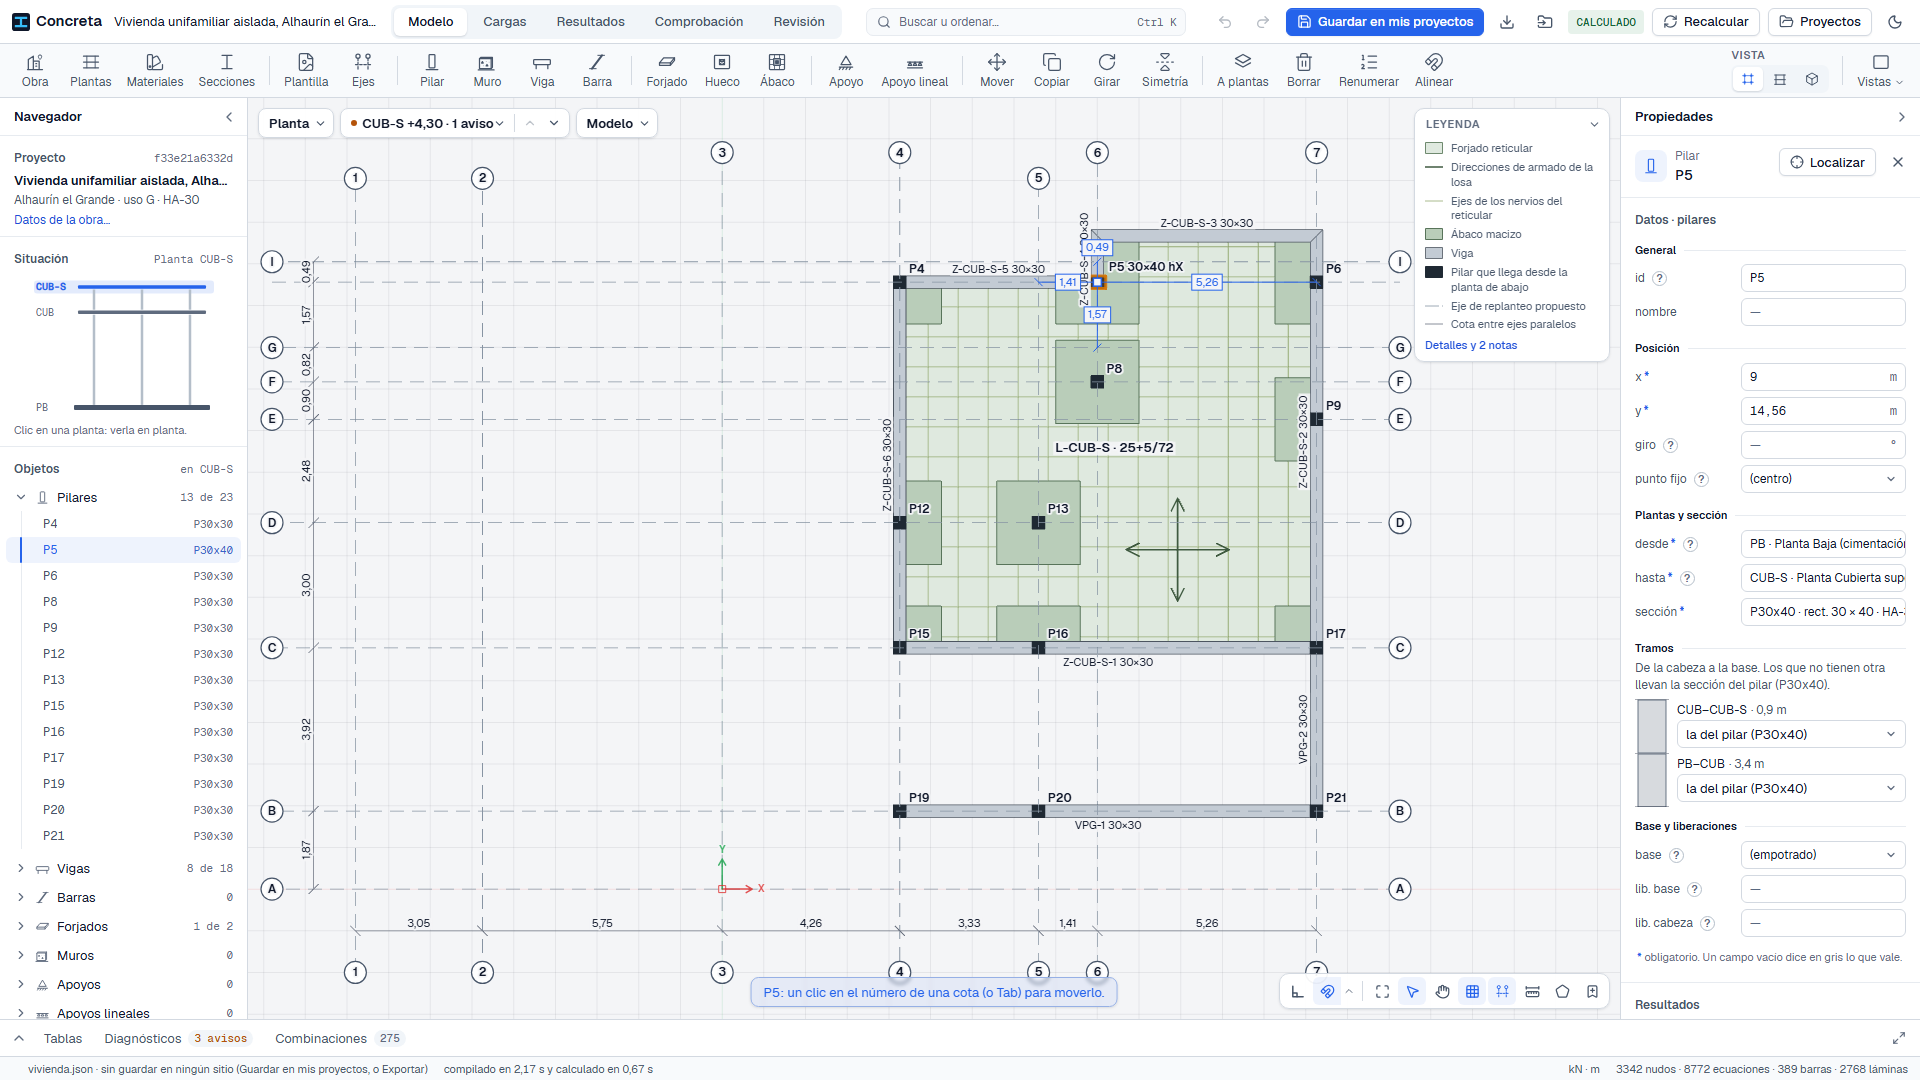 Concreta
Vivienda unifamiliar aislada, Alhaurín el Gra...
Modelo
Cargas
Resultados
Comprobación
Revisión
Buscar u ordenar...
Ctrl K
Guardar en mis proyectos
CALCULADO
Recalcular
Proyectos
Obra
Plantas
Materiales
Secciones
Plantilla
Ejes
Pilar
Muro
Viga
Barra
Forjado
Hueco
Ábaco
Apoyo
Apoyo lineal
Mover
Copiar
Girar
Simetría
A plantas
Borrar
Renumerar
Alinear
VISTA
Vistas
Navegador
Proyecto
f33e21a6332d
Vivienda unifamiliar aislada, Alha...
Alhaurín el Grande · uso G · HA-30
Datos de la obra...
Situación
Planta CUB-S
CUB-S
CUB
PB
Clic en una planta: verla en planta.
Objetos
en CUB-S
Pilares
13 de 23
P4 P30x30
P5 P30x40
P6 P30x30
P8 P30x30
P9 P30x30
P12 P30x30
P13 P30x30
P15 P30x30
P16 P30x30
P17 P30x30
P19 P30x30
P20 P30x30
P21 P30x30
Vigas 8 de 18
Barras 0
Forjados 1 de 2
Muros 0
Apoyos 0
Apoyos lineales 0
Planta
CUB-S +4,30 · 1 aviso
Modelo
1
2
3
4
5
6
7
I
G
F
E
D
C
B
A
I
G
F
E
D
C
B
A
0,49
1,57
0,82
0,90
2,48
3,00
3,92
1,87
Z-CUB-S-3 30×30
Z-CUB-S-5 30×30
P4
P5 30×40 hX
P6
0,49
1,41
5,26
1,57
P8
P9
L-CUB-S · 25+5/72
Z-CUB-S-6 30×30
Z-CUB-S-2 30×30
P12
P13
P15
P16
P17
Z-CUB-S-1 30×30
VPG-2 30×30
P19
P20
P21
VPG-1 30×30
Y
X
3,05
5,75
4,26
3,33
1,41
5,26
1
2
3
4
5
6
7
P5: un clic en el número de una cota (o Tab) para moverlo.
LEYENDA
Forjado reticular
Direcciones de armado de la
losa
Ejes de los nervios del
reticular
Ábaco macizo
Viga
Pilar que llega desde la
planta de abajo
Eje de replanteo propuesto
Cota entre ejes paralelos
Detalles y 2 notas
Propiedades
Pilar
P5
Localizar
Datos · pilares
General
id ? P5
nombre —
Posición
x * 9 m
y * 14,56 m
giro ? — °
punto fijo ? (centro)
Plantas y sección
desde * ? PB · Planta Baja (cimentación
hasta * ? CUB-S · Planta Cubierta sup
sección * P30x40 · rect. 30 × 40 · HA-
Tramos
De la cabeza a la base. Los que no tienen otra
llevan la sección del pilar (P30x40).
CUB–CUB-S · 0,9 m
la del pilar (P30x40)
PB–CUB · 3,4 m
la del pilar (P30x40)
Base y liberaciones
base ? (empotrado)
lib. base ? —
lib. cabeza ? —
* obligatorio. Un campo vacío dice en gris lo que vale.
Resultados
Tablas
Diagnósticos
3 avisos
Combinaciones
275
vivienda.json · sin guardar en ningún sitio (Guardar en mis proyectos, o Exportar)
compilado en 2,17 s y calculado en 0,67 s
kN · m
3342 nudos · 8772 ecuaciones · 389 barras · 2768 láminas